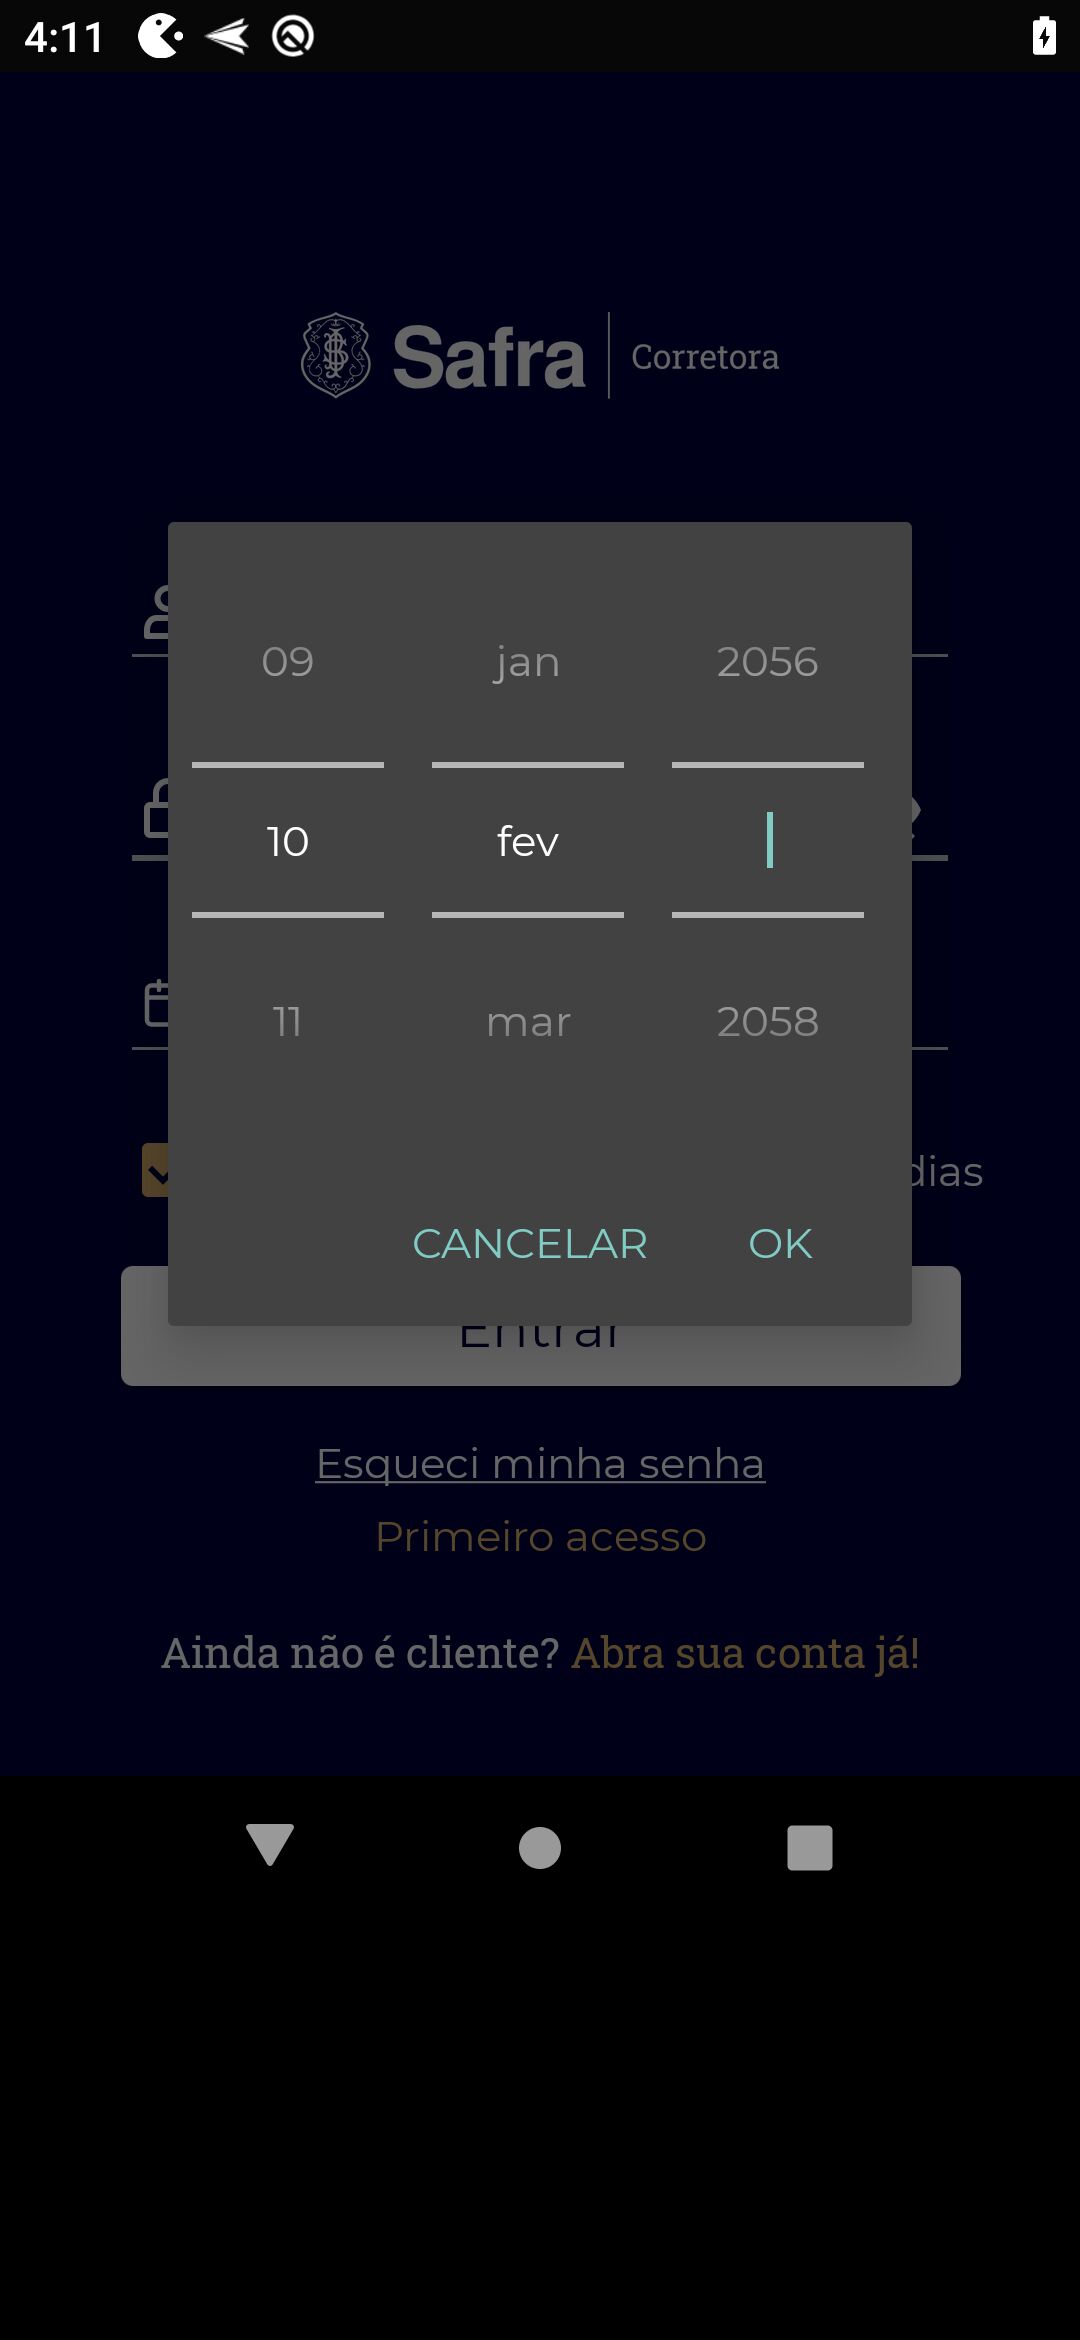 4:11
Safra Corretora
09 jan 2056
10 fev
11 mar 2058
dias
CANCELAR OK
Entrar
Esqueci minha senha
Primeiro acesso
Ainda não é cliente? Abra sua conta já!